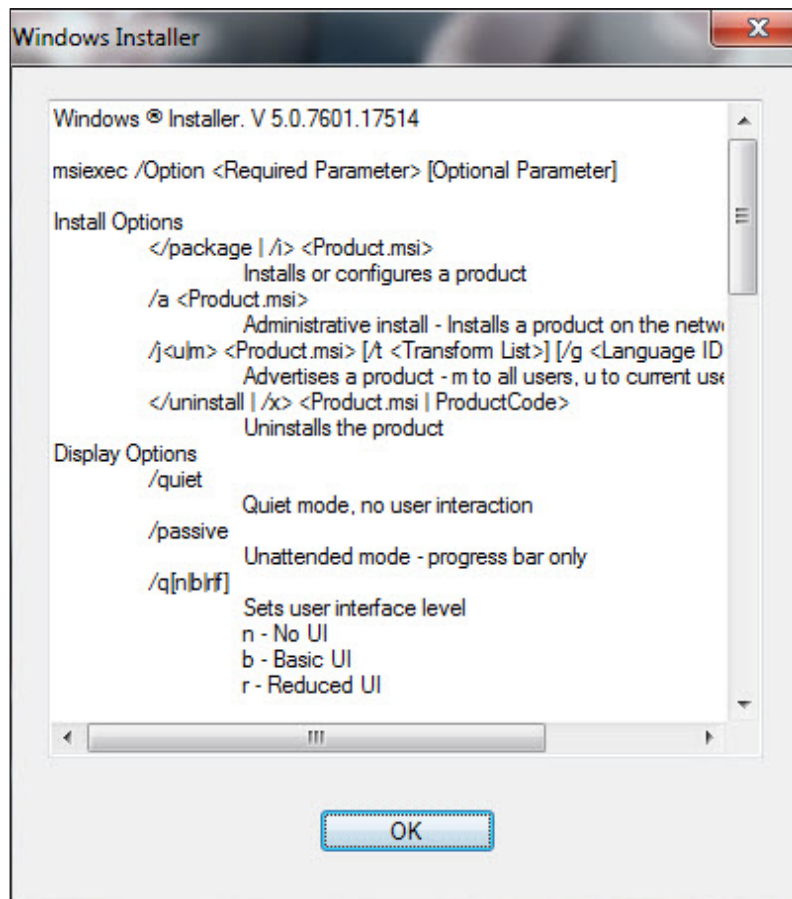 Windows Installer
Windows ® Installer. V 5.0.7601.17514
msiexec /Option <Required Parameter> [Optional Parameter]
Install Options
</package | /i> <Product.msi>
Installs or configures a product
/a <Product.msi>
Administrative install - Installs a product on the netw
/j<u|m> <Product.msi> [/t <Transform List>] [/g <Language ID
Advertises a product - m to all users, u to current use
</uninstall | /x> <Product.msi | ProductCode>
Uninstalls the product
Display Options
/quiet
Quiet mode, no user interaction
/passive
Unattended mode - progress bar only
/q[n|b|r|f]
Sets user interface level
n - No UI
b - Basic UI
r - Reduced UI
OK